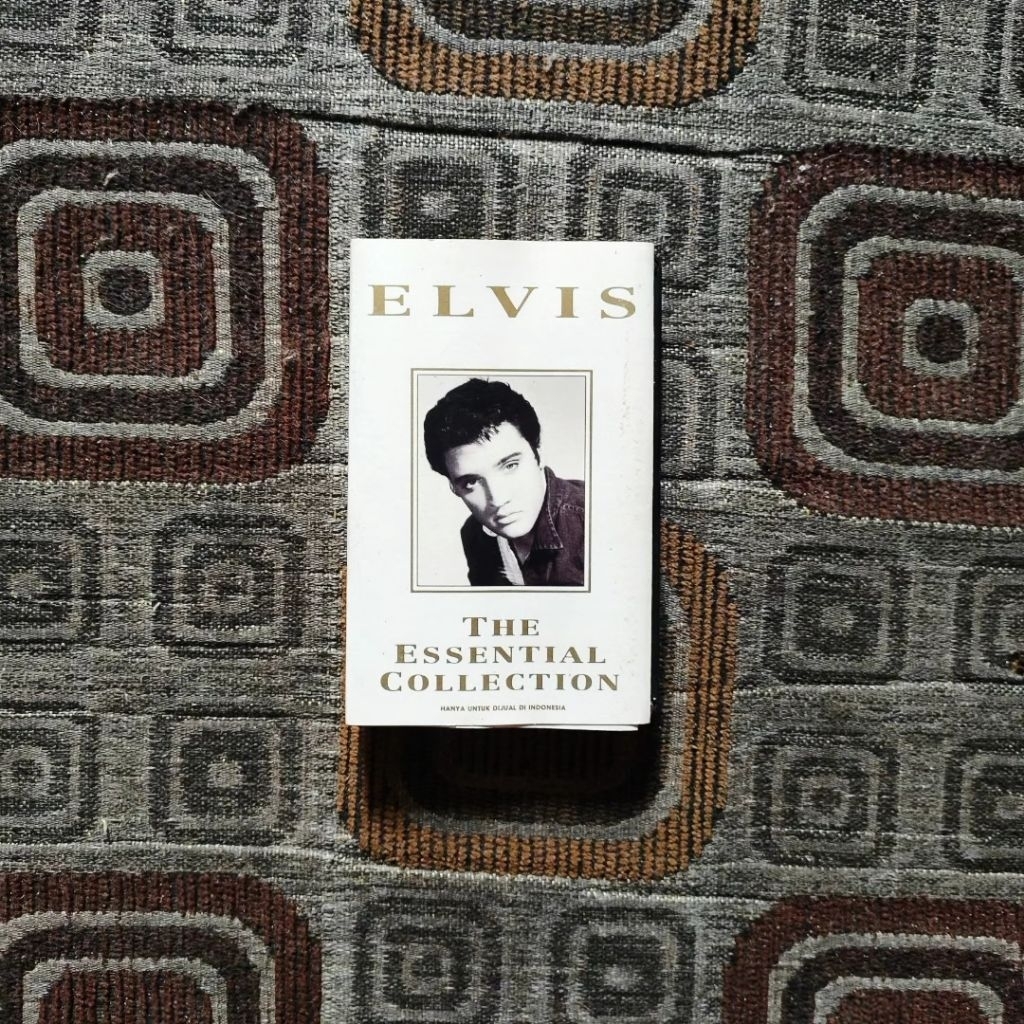 ELVIS
THE
ESSENTIAL
COLLECTION
HANYA UNTUK DIJUAL DI INDONESIA